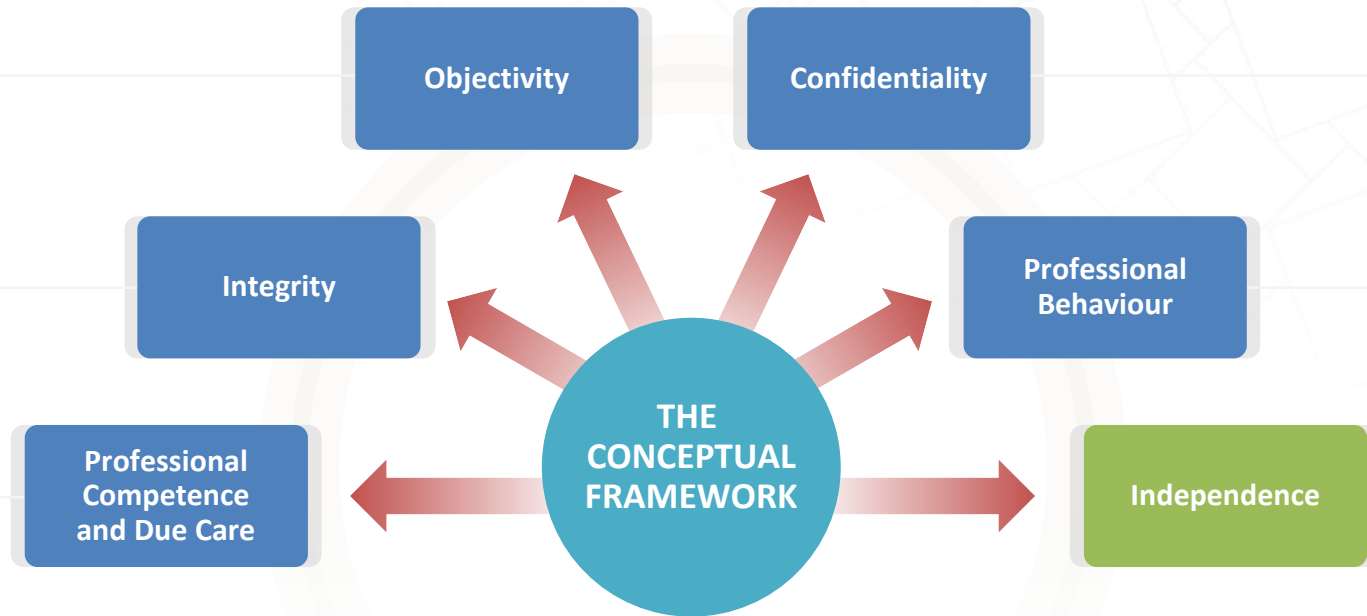 Objectivity
Confidentiality
Integrity
Professional
Behaviour
THE
CONCEPTUAL
FRAMEWORK
Professional
Competence
and Due Care
Independence